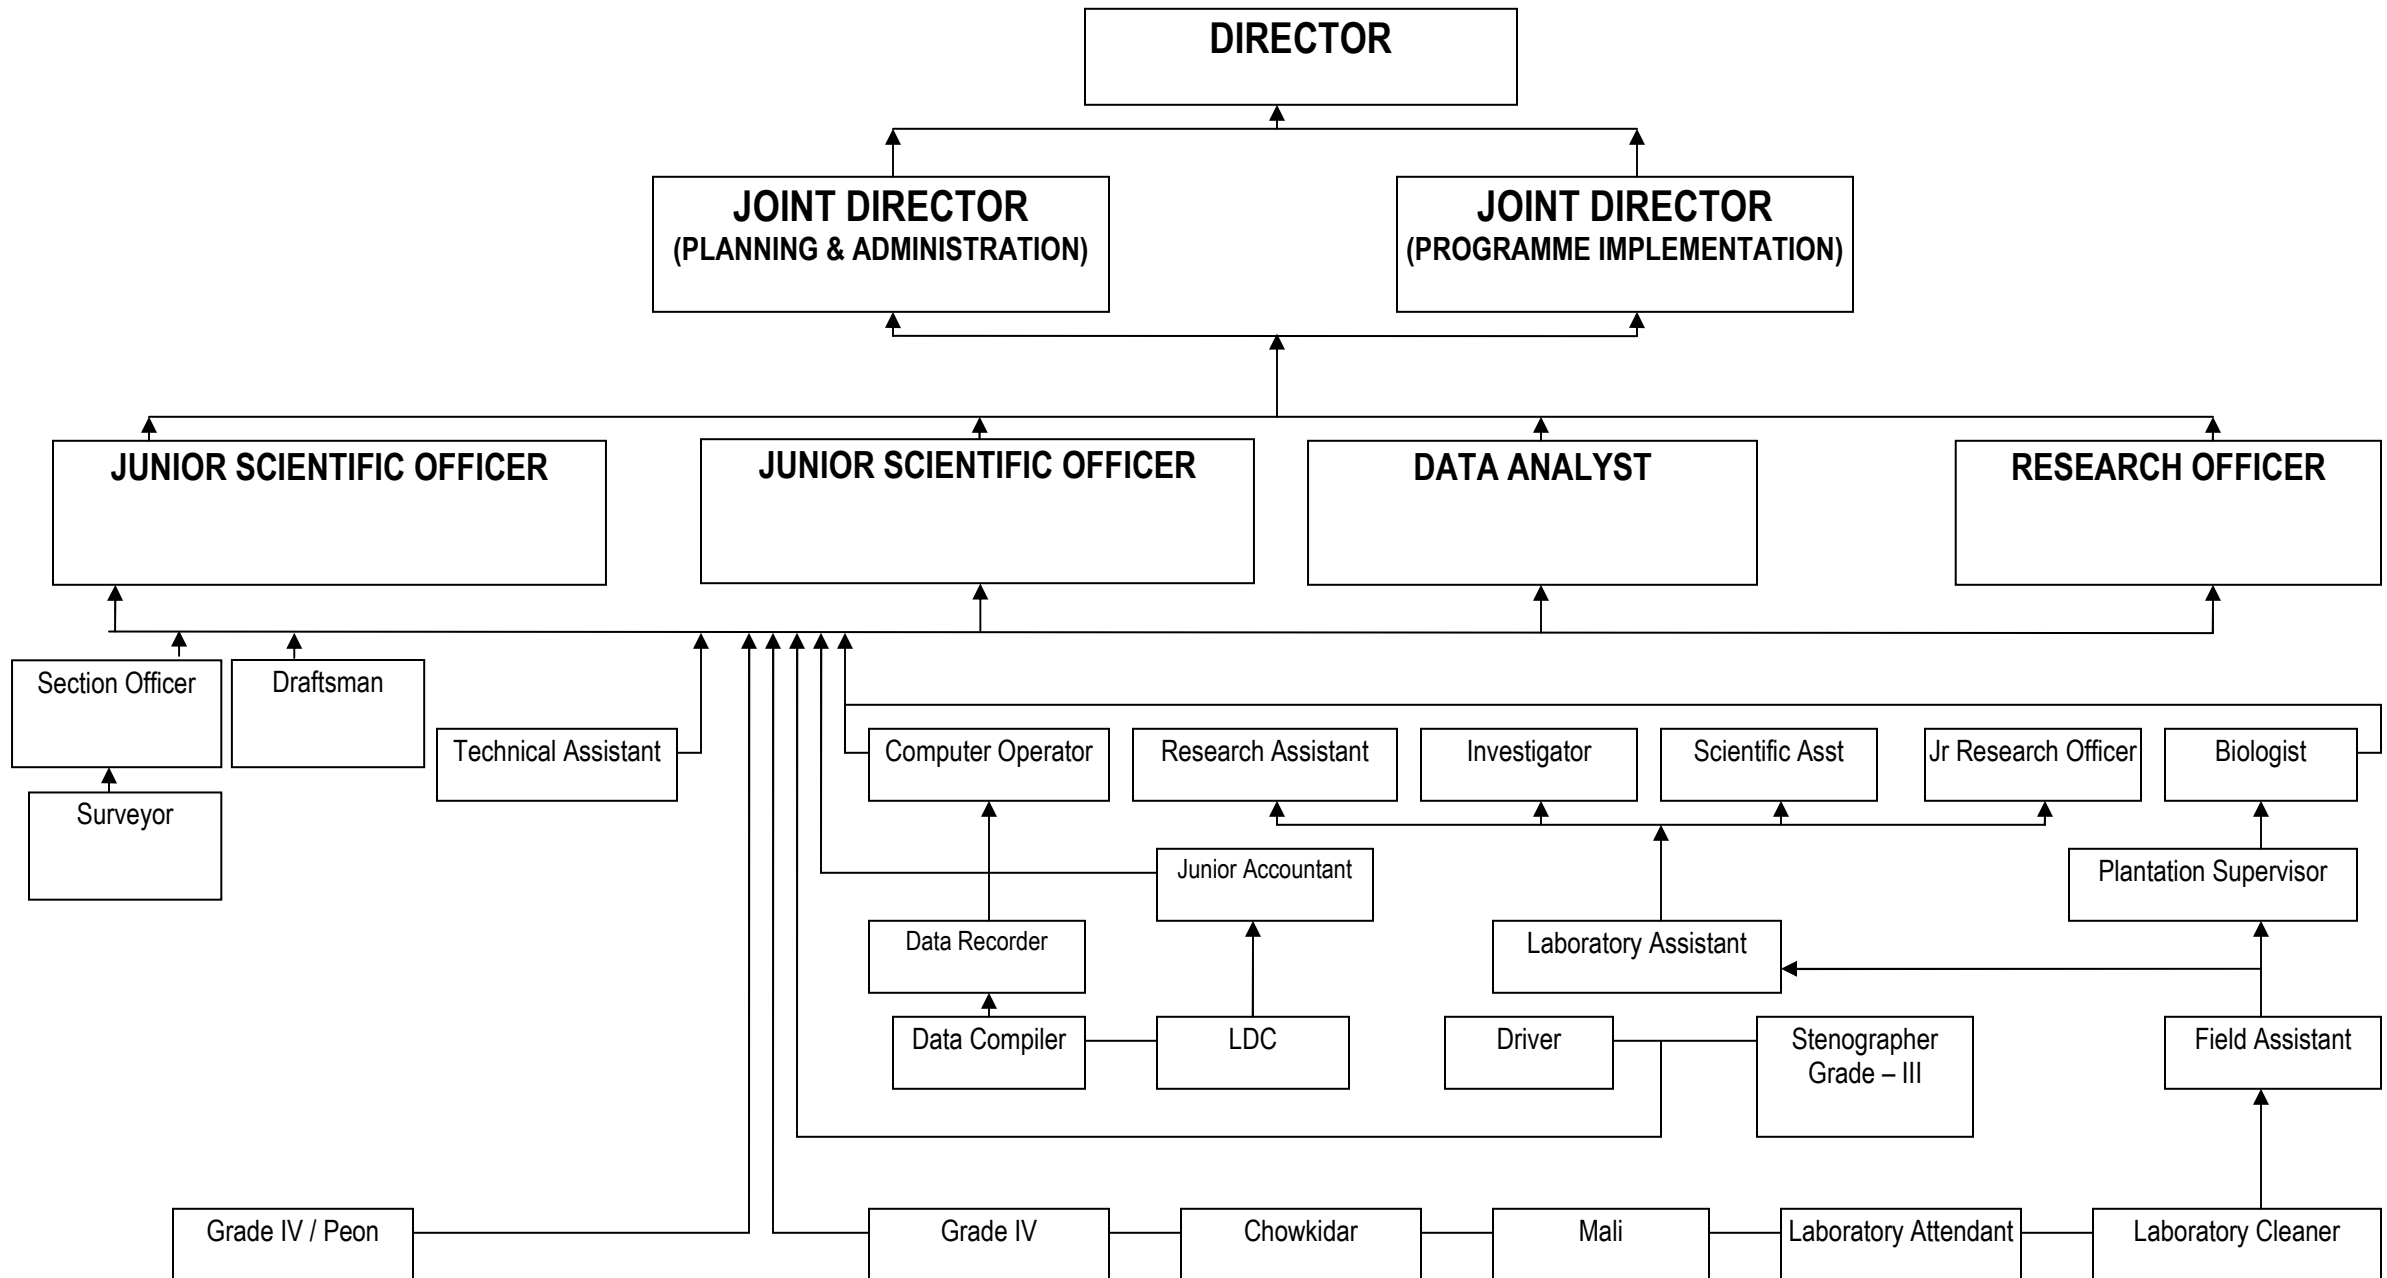 DIRECTOR
JOINT DIRECTOR
(PLANNING & ADMINISTRATION)
JOINT DIRECTOR
(PROGRAMME IMPLEMENTATION)
JUNIOR SCIENTIFIC OFFICER
JUNIOR SCIENTIFIC OFFICER
DATA ANALYST
RESEARCH OFFICER
Section Officer
Draftsman
Technical Assistant
Computer Operator
Research Assistant
Investigator
Scientific Asst
Jr Research Officer
Biologist
Surveyor
Junior Accountant
Plantation Supervisor
Data Recorder
Laboratory Assistant
Data Compiler
LDC
Driver
Stenographer
Grade – III
Field Assistant
Grade IV / Peon
Grade IV
Chowkidar
Mali
Laboratory Attendant
Laboratory Cleaner